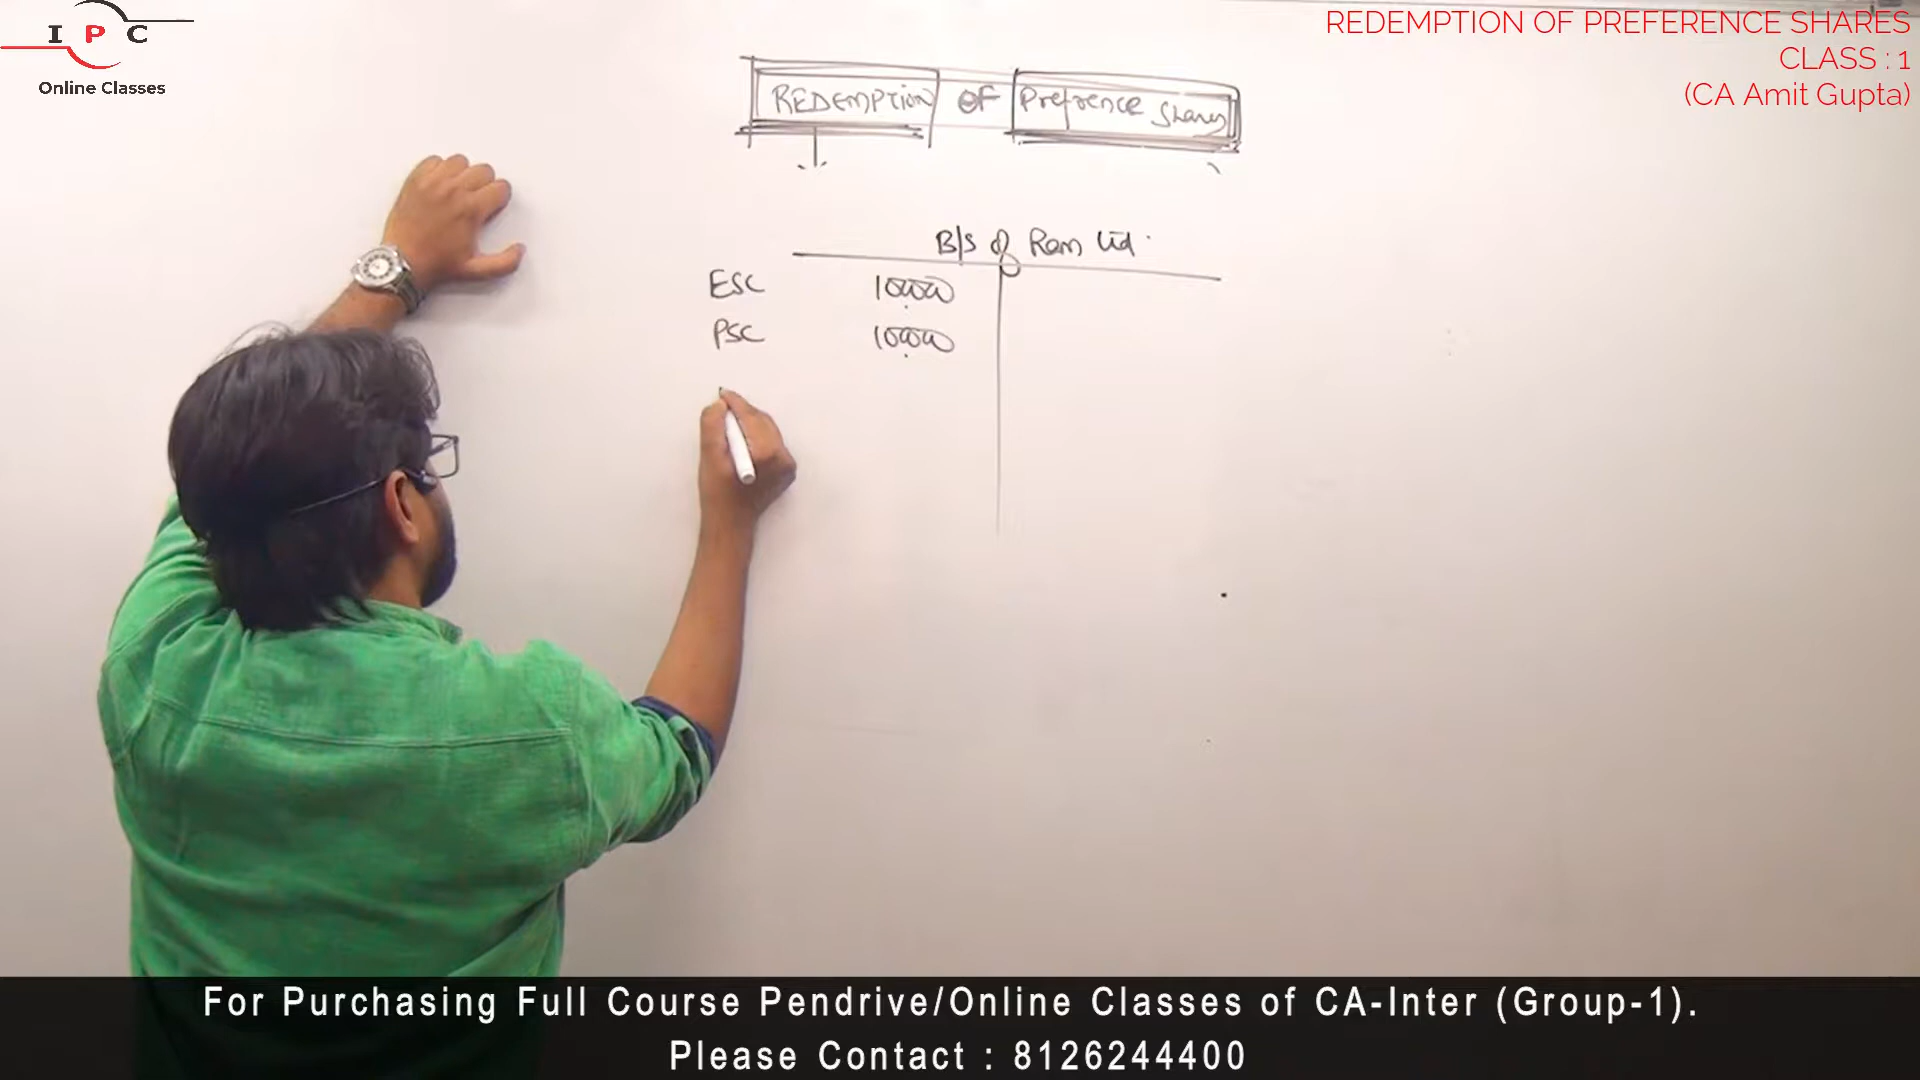 I P C
Online Classes
REDEMPTION OF PREFERENCE SHARES
CLASS : 1
(CA Amit Gupta)
REDEMPTION OF Prefrence Shares
B/S of Ram Ltd.
ESC 10000
PSC 10000
For Purchasing Full Course Pendrive/Online Classes of CA-Inter (Group-1).
Please Contact : 8126244400